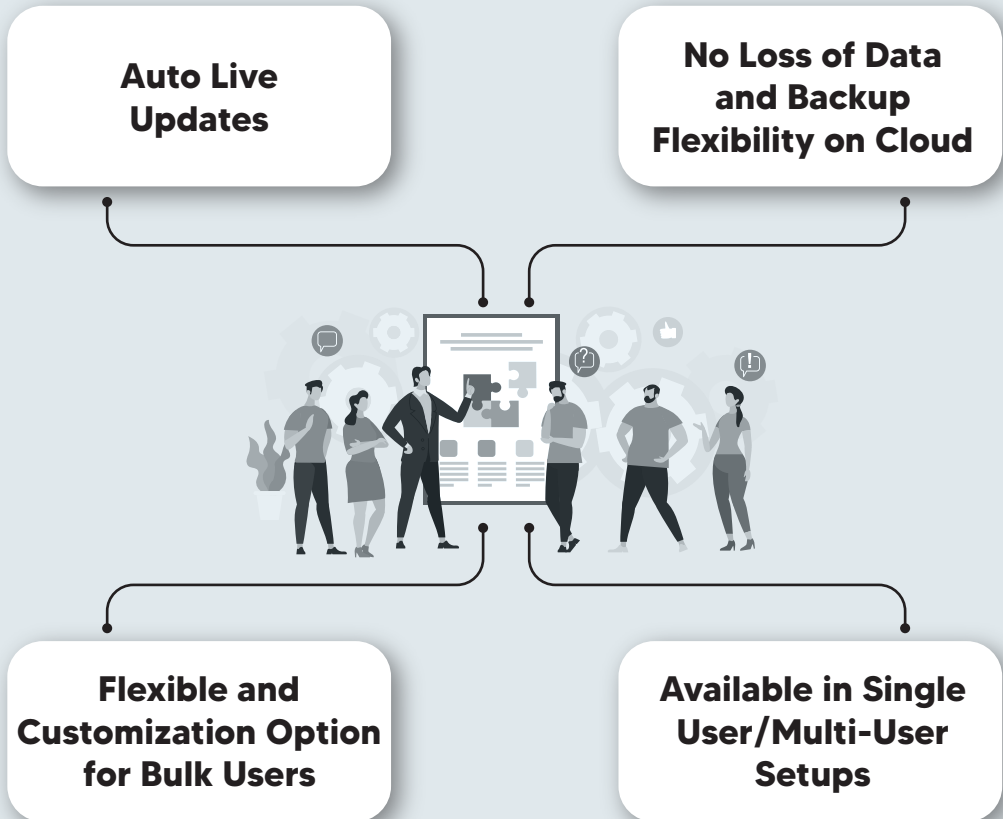 Auto Live
Updates
No Loss of Data
and Backup
Flexibility on Cloud
?
!
Flexible and
Customization Option
for Bulk Users
Available in Single
User/Multi-User
Setups